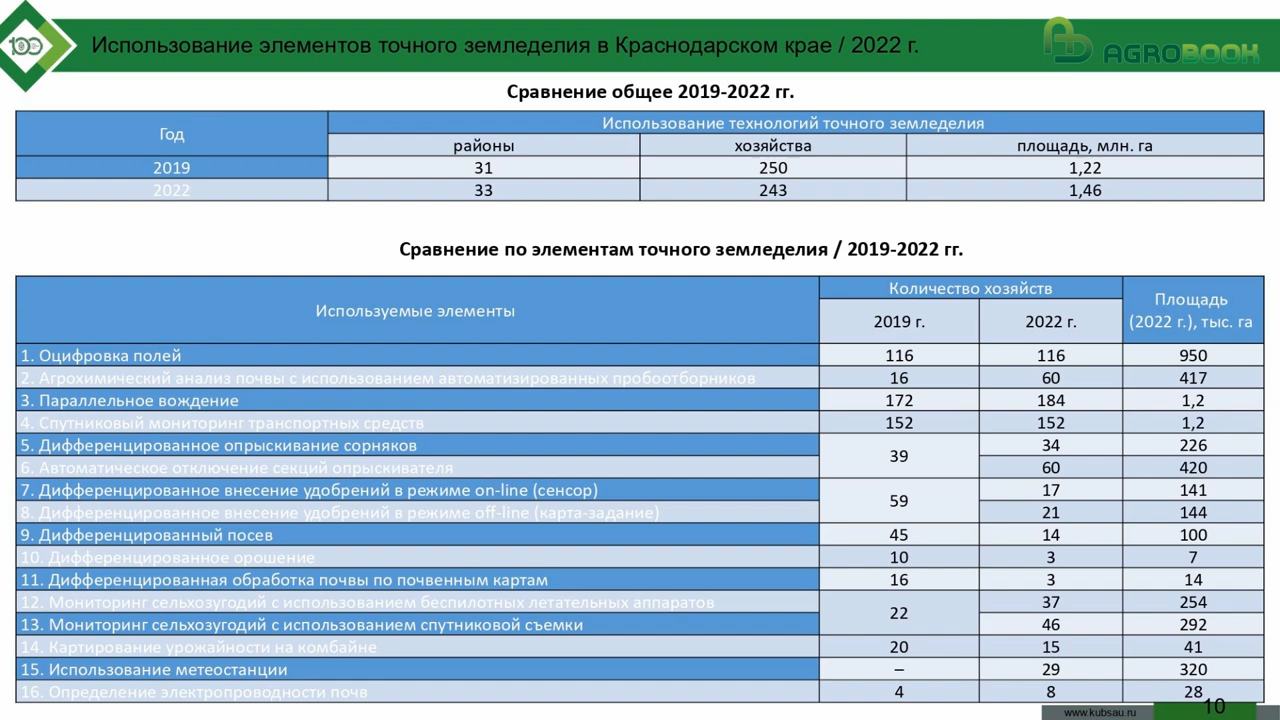 100
Использование элементов точного земледелия в Краснодарском крае / 2022 г.
AGROBOOK
Сравнение общее 2019-2022 гг.
Год Использование технологий точного земледелия
районы хозяйства площадь, млн. га
2019 31 250 1,22
2022 33 243 1,46
Сравнение по элементам точного земледелия / 2019-2022 гг.
Используемые элементы Количество хозяйств Площадь
2019 г. 2022 г. (2022 г.), тыс. га
1. Оцифровка полей 116 116 950
2. Агрохимический анализ почвы с использованием автоматизированных пробоотборников 16 60 417
3. Параллельное вождение 172 184 1,2
4. Спутниковый мониторинг транспортных средств 152 152 1,2
5. Дифференцированное опрыскивание сорняков 39 34 226
6. Автоматическое отключение секций опрыскивателя 60 420
7. Дифференцированное внесение удобрений в режиме on-line (сенсор) 59 17 141
8. Дифференцированное внесение удобрений в режиме off-line (карта-задание) 21 144
9. Дифференцированный посев 45 14 100
10. Дифференцированное орошение 10 3 7
11. Дифференцированная обработка почвы по почвенным картам 16 3 14
12. Мониторинг сельхозугодий с использованием беспилотных летательных аппаратов 22 37 254
13. Мониторинг сельхозугодий с использованием спутниковой съемки 46 292
14. Картирование урожайности на комбайне 20 15 41
15. Использование метеостанции – 29 320
16. Определение электропроводности почв 4 8 28
www.kubsau.ru 10